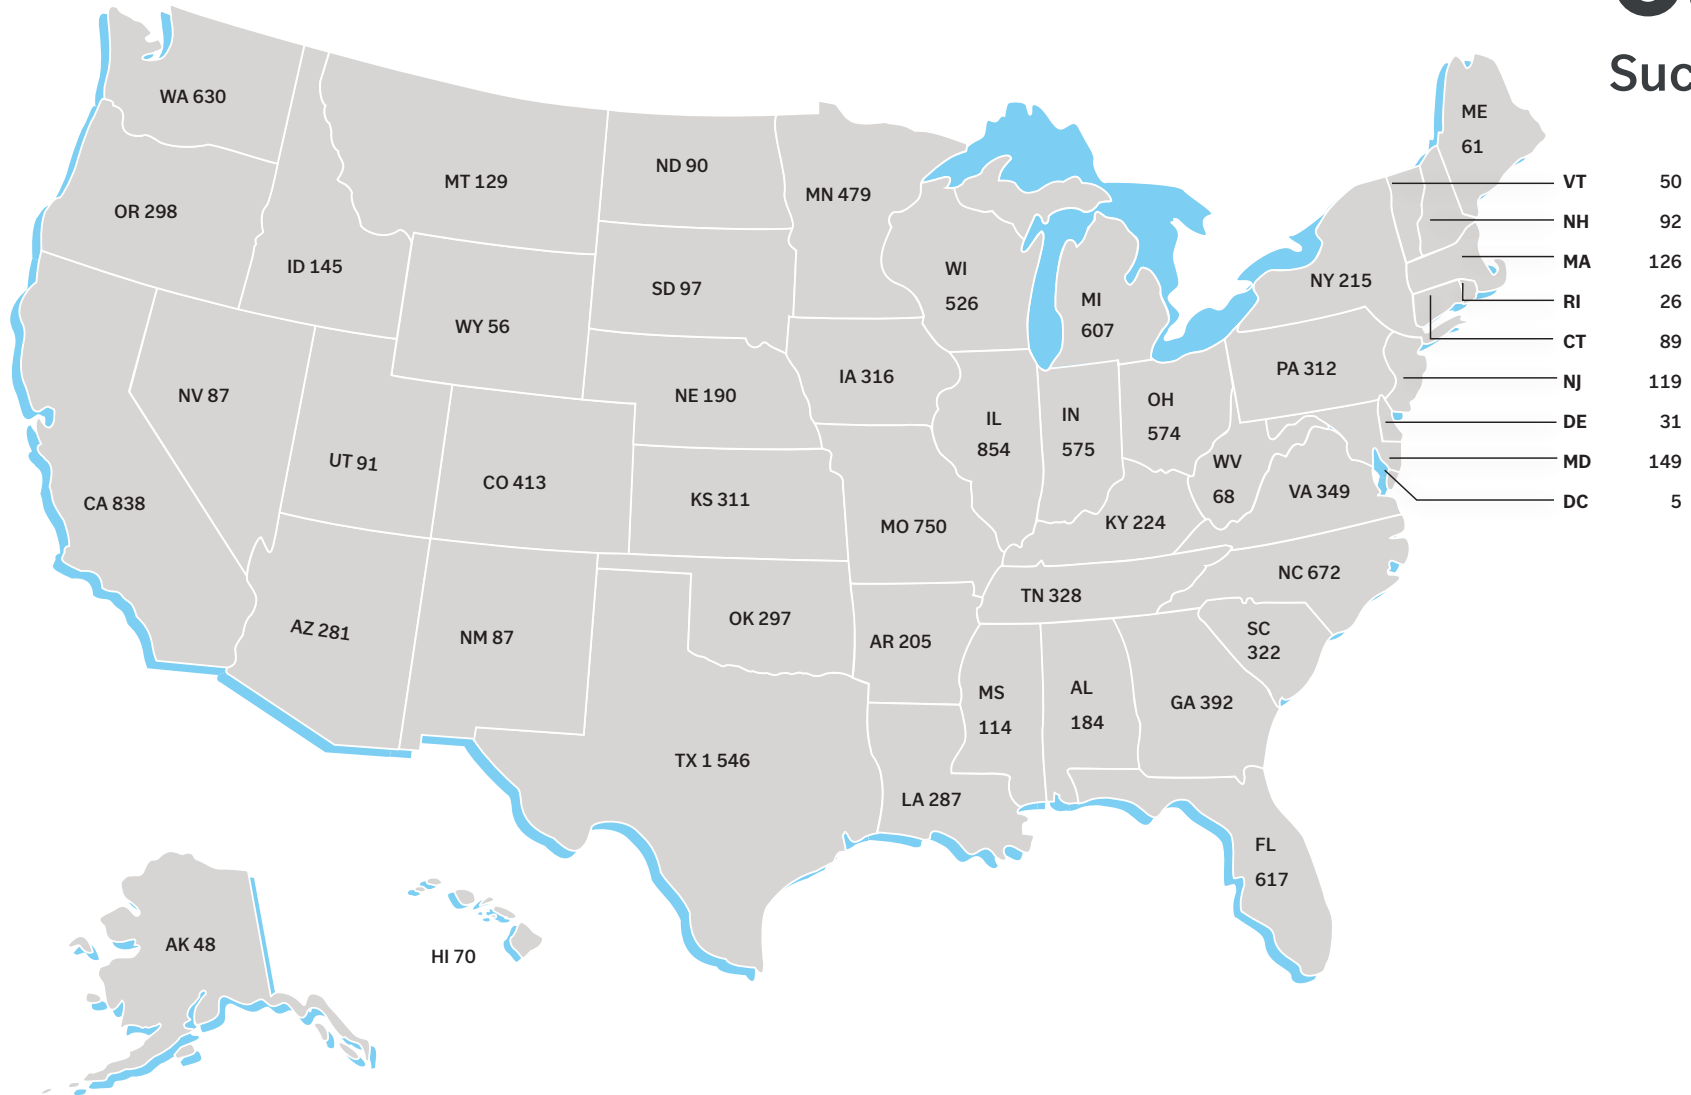 Suc
WA 630
ME
61
MT 129
ND 90
MN 479
VT 50
OR 298
NH 92
ID 145
WI
526
NY 215
MA 126
SD 97
MI
607
RI 26
WY 56
CT 89
IA 316
PA 312
NJ 119
NV 87
NE 190
OH
574
IL
854
IN
575
DE 31
UT 91
CO 413
WV
68
MD 149
CA 838
KS 311
VA 349
DC 5
MO 750
KY 224
NC 672
TN 328
AZ 281
NM 87
OK 297
AR 205
SC
322
MS
114
AL
184
GA 392
TX 1 546
LA 287
FL
617
AK 48
HI 70